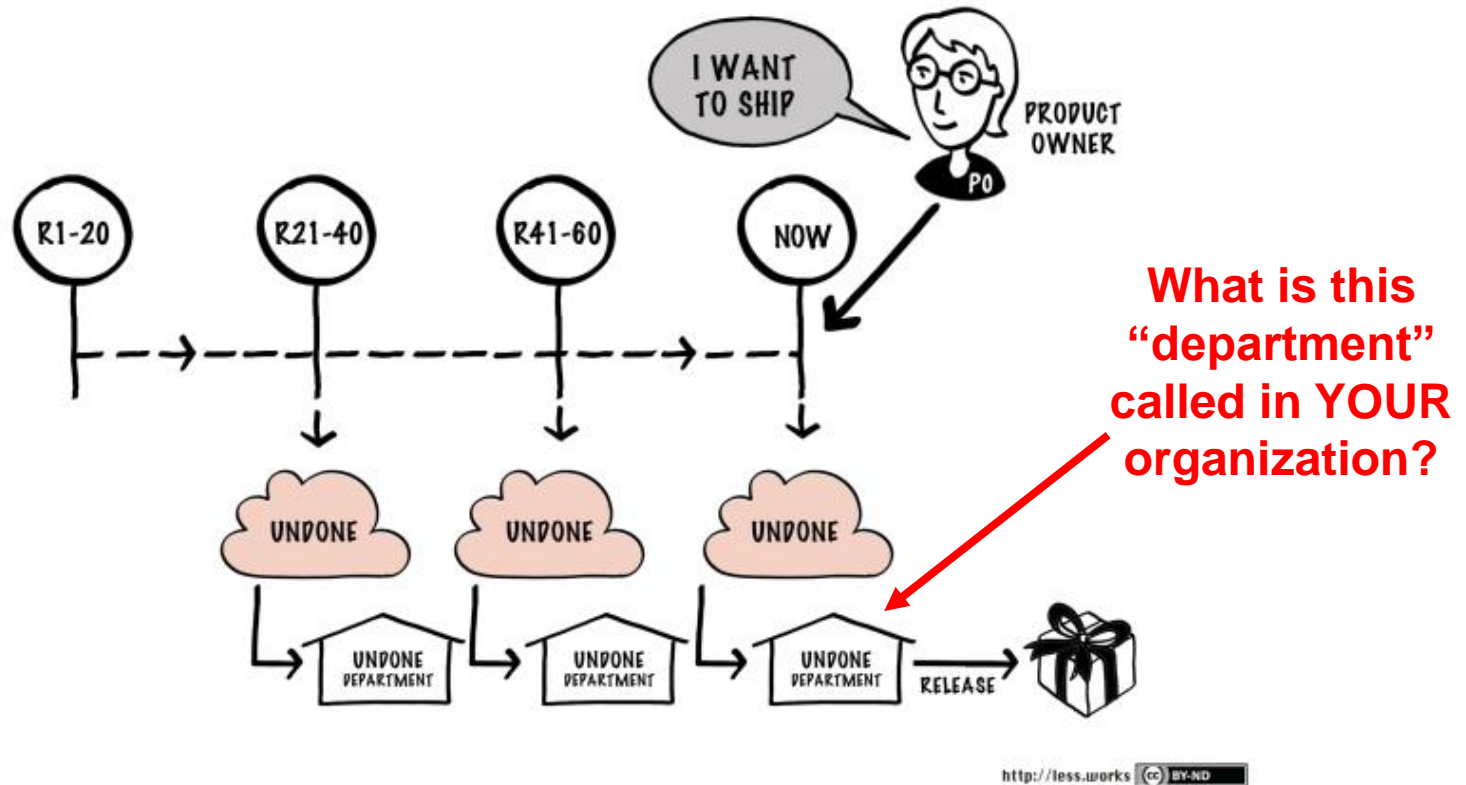 I WANT
TO SHIP
PRODUCT
OWNER
PO
R1-20
R21-40
R41-60
NOW
What is this
“department”
called in YOUR
organization?
UNDONE
UNDONE
UNDONE
UNDONE
DEPARTMENT
UNDONE
DEPARTMENT
UNDONE
DEPARTMENT
RELEASE
http://less.works cc BY-ND